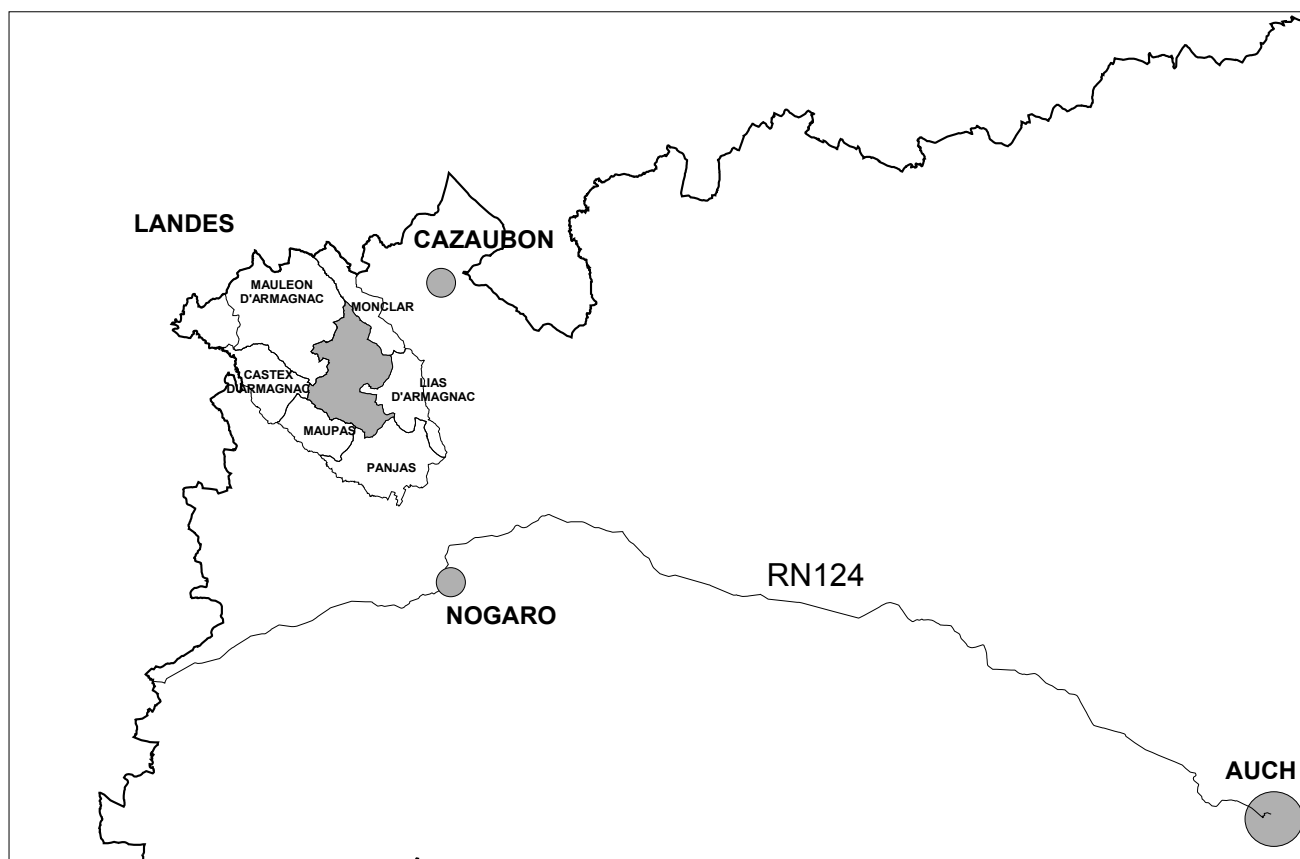 LANDES
CAZAUBON
MAULEON
D'ARMAGNAC
MONCLAR
CASTEX
D'ARMAGNAC
LIAS
D'ARMAGNAC
MAUPAS
PANJAS
RN124
NOGARO
AUCH